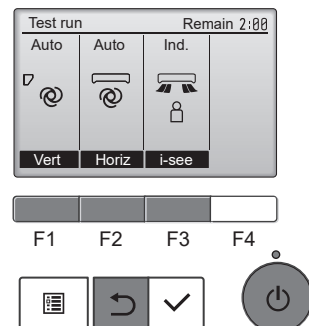 Test run Remain 2:00
Auto Auto Ind.
Vert Horiz i-see
F1 F2 F3 F4